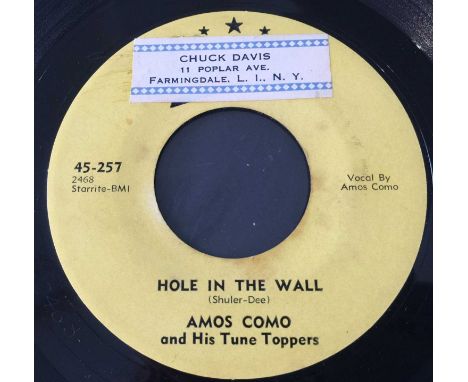 CHUCK DAVIS
11 POPLAR AVE.
FARMINGDALE, L. I., N. Y.
45-257
2468
Starrite-BMI
Vocal By
Amos Como
HOLE IN THE WALL
(Shuler-Dee)
AMOS COMO
and His Tune Toppers